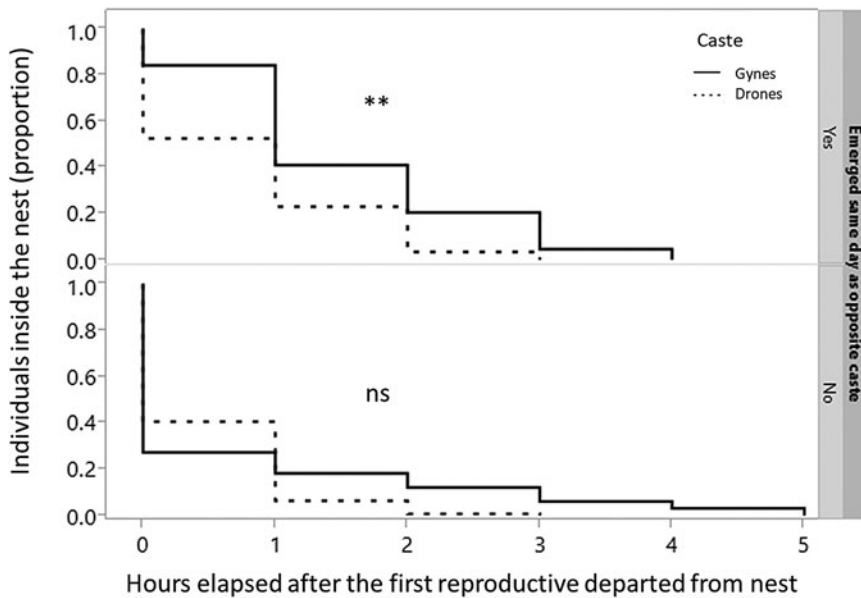 Individuals inside the nest (proportion)
1.0
0.8
0.6
0.4
0.2
0.0
Caste
Gynes
Drones
**
Yes
1.0
0.8
0.6
0.4
0.2
0.0
ns
No
Emerged same day as opposite caste
0 1 2 3 4 5
Hours elapsed after the first reproductive departed from nest